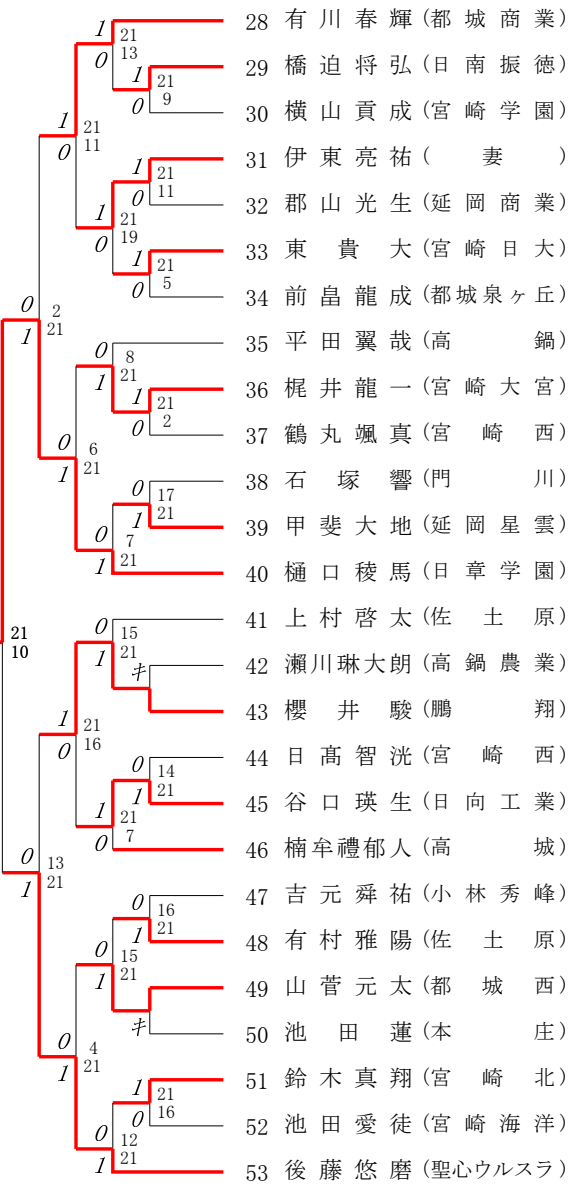 28 有川春輝 (都城商業)
29 橋迫将弘 (日南振徳)
30 横山貢成 (宮崎学園)
31 伊東亮祐 (妻)
32 郡山光生 (延岡商業)
33 東貴大 (宮崎日大)
34 前畠龍成 (都城泉ヶ丘)
35 平田翼哉 (高鍋)
36 梶井龍一 (宮崎大宮)
37 鶴丸颯真 (宮崎西)
38 石塚響 (門川)
39 甲斐大地 (延岡星雲)
40 樋口稜馬 (日章学園)
41 上村啓太 (佐土原)
42 瀨川琳大朗 (高鍋農業)
43 櫻井駿 (鵬翔)
44 日髙智洸 (宮崎西)
45 谷口瑛生 (日向工業)
46 楠牟禮郁人 (高城)
47 吉元舜祐 (小林秀峰)
48 有村雅陽 (佐土原)
49 山菅元太 (都城西)
50 池田蓮 (本庄)
51 鈴木真翔 (宮崎北)
52 池田愛徒 (宮崎海洋)
53 後藤悠磨 (聖心ウルスラ)
1 21
0 13
1 21
0 9
1 21
0 11
1 21
0 11
1 21
0 19
1 21
0 5
0 2
1 21
0 8
1 21
1 21
0 2
0 6
1 21
0 17
1 21
0 7
1 21
21
10
0 15
1 21
キ
1 21
0 16
0 14
1 21
1 21
0 7
0 13
1 21
0 16
1 21
0 15
1 21
キ
0 4
1 21
1 21
0 16
0 12
1 21